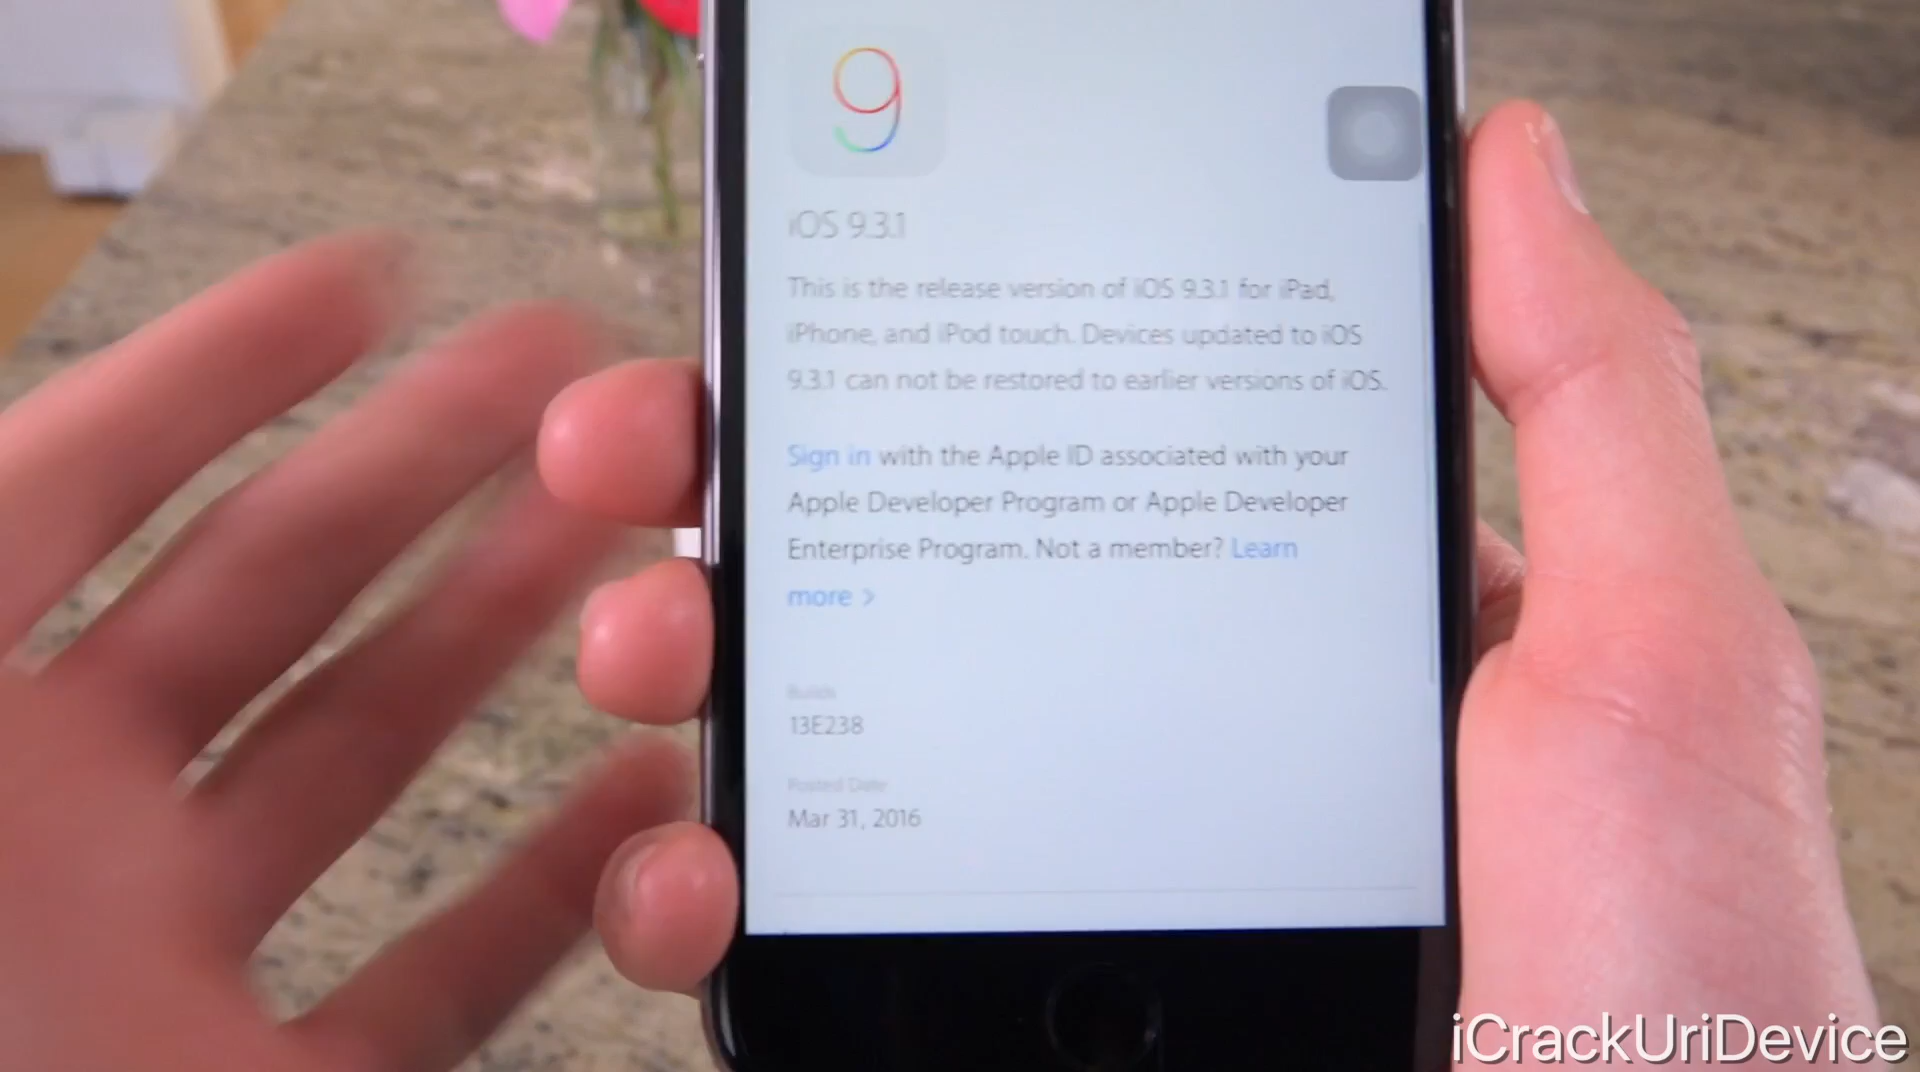 9
iOS 9.3.1
This is the release version of iOS 9.3.1 for iPad,
iPhone, and iPod touch. Devices updated to iOS
9.3.1 can not be restored to earlier versions of iOS.
Sign in with the Apple ID associated with your
Apple Developer Program or Apple Developer
Enterprise Program. Not a member? Learn
more >
Builds
13E238
Posted Date
Mar 31, 2016
iCrackUriDevice